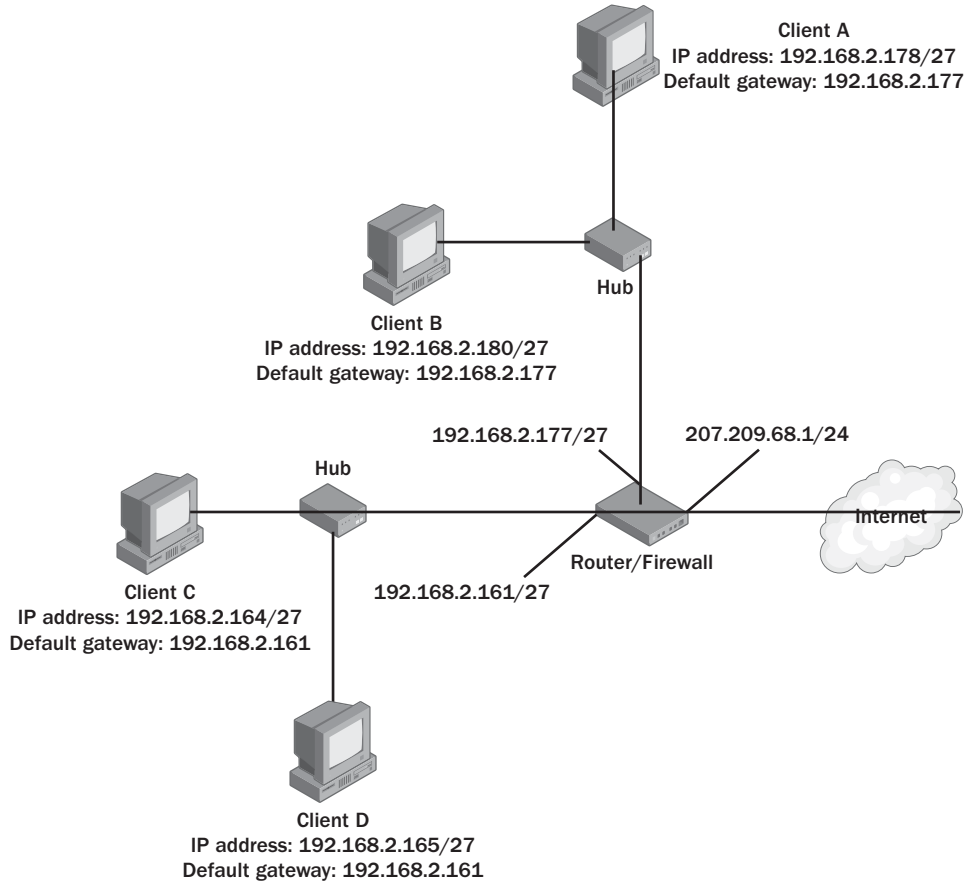 Client A
IP address: 192.168.2.178/27
Default gateway: 192.168.2.177
Hub
Client B
IP address: 192.168.2.180/27
Default gateway: 192.168.2.177
192.168.2.177/27
207.209.68.1/24
Hub
Internet
Router/Firewall
192.168.2.161/27
Client C
IP address: 192.168.2.164/27
Default gateway: 192.168.2.161
Client D
IP address: 192.168.2.165/27
Default gateway: 192.168.2.161